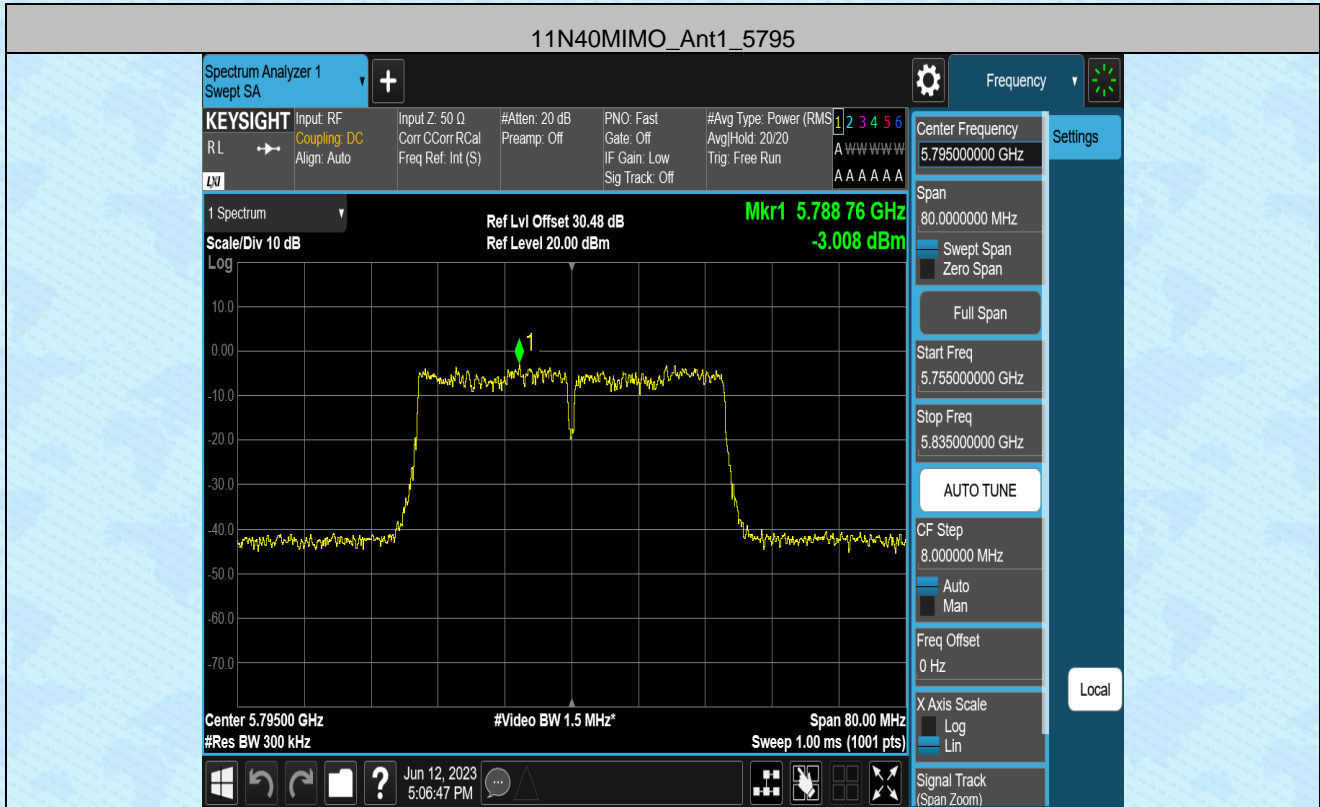 11N40MIMO_Ant1_5795
Spectrum Analyzer 1
Swept SA
Frequency
KEYSIGHT
RL
LXI
Input: RF
Coupling: DC
Align: Auto
Input Z: 50 Ω
Corr CCorr RCal
Freq Ref: Int (S)
#Atten: 20 dB
Preamp: Off
PNO: Fast
Gate: Off
IF Gain: Low
Sig Track: Off
#Avg Type: Power (RMS
Avg|Hold: 20/20
Trig: Free Run
1 2 3 4 5 6
A W W W W W
A A A A A A
1 Spectrum
Scale/Div 10 dB
Log
Ref Lvl Offset 30.48 dB
Ref Level 20.00 dBm
Mkr1 5.788 76 GHz
-3.008 dBm
10.0
0.00
-10.0
-20.0
-30.0
-40.0
-50.0
-60.0
-70.0
1
Center 5.79500 GHz
#Res BW 300 kHz
#Video BW 1.5 MHz*
Span 80.00 MHz
Sweep 1.00 ms (1001 pts)
Center Frequency
5.795000000 GHz
Span
80.0000000 MHz
Swept Span
Zero Span
Full Span
Start Freq
5.755000000 GHz
Stop Freq
5.835000000 GHz
AUTO TUNE
CF Step
8.000000 MHz
Auto
Man
Freq Offset
0 Hz
X Axis Scale
Log
Lin
Signal Track
(Span Zoom)
Settings
Local
?
Jun 12, 2023
5:06:47 PM